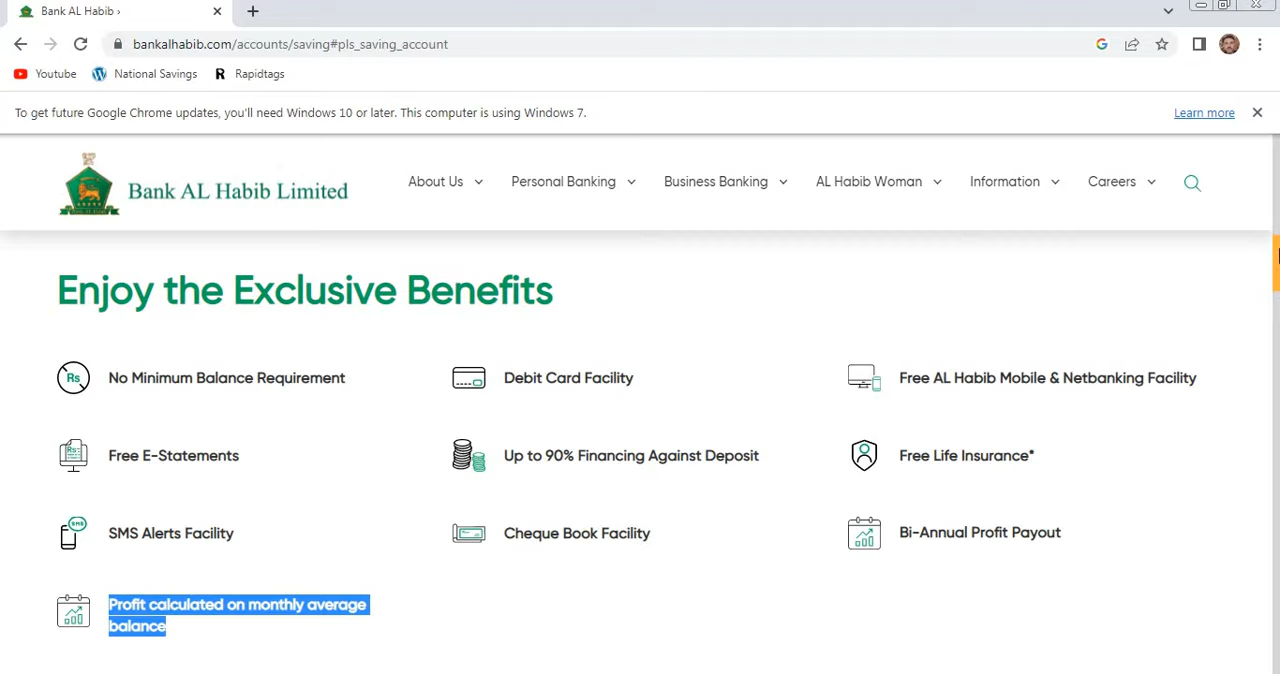 Bank AL Habib ›
bankalhabib.com/accounts/saving#pls_saving_account
Youtube
National Savings
Rapidtags
To get future Google Chrome updates, you'll need Windows 10 or later. This computer is using Windows 7.
Learn more
Bank AL Habib Limited
About Us
Personal Banking
Business Banking
AL Habib Woman
Information
Careers
Enjoy the Exclusive Benefits
Rs
No Minimum Balance Requirement
Debit Card Facility
Free AL Habib Mobile & Netbanking Facility
Rs
Free E-Statements
Up to 90% Financing Against Deposit
Free Life Insurance*
SMS
SMS Alerts Facility
Cheque Book Facility
Bi-Annual Profit Payout
Profit calculated on monthly average
balance